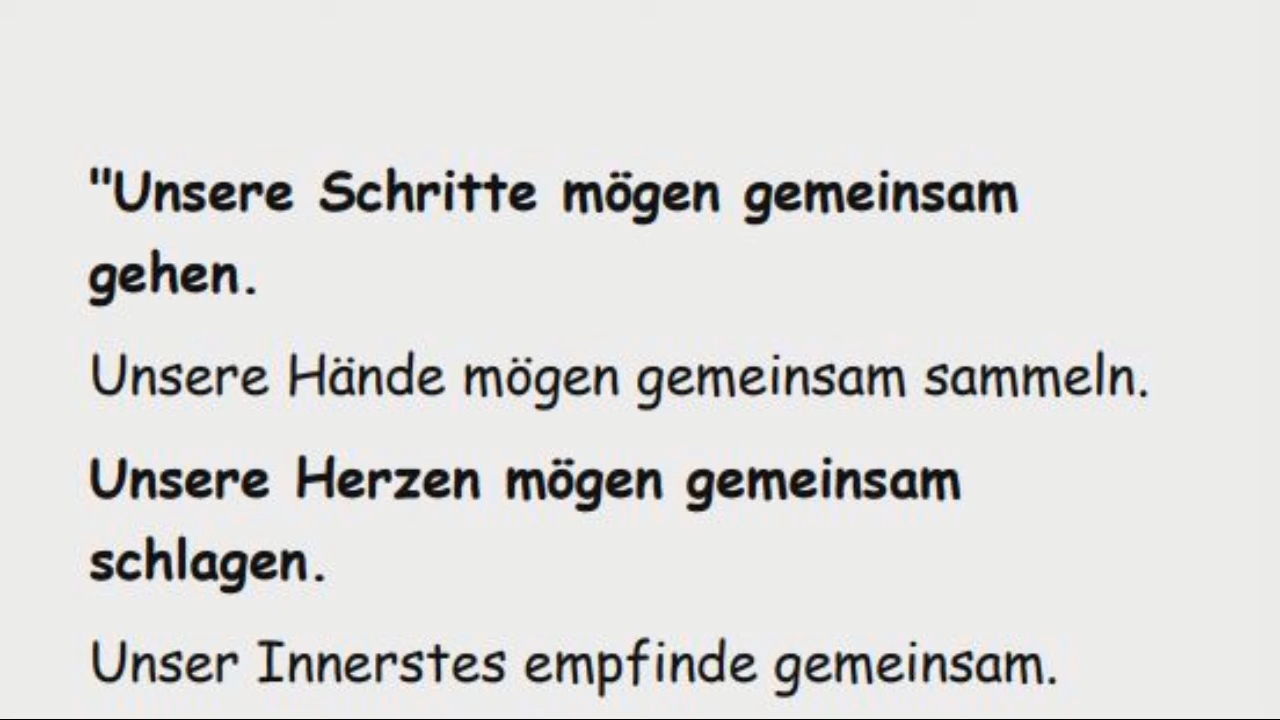 "Unsere Schritte mögen gemeinsam
gehen.
Unsere Hände mögen gemeinsam sammeln.
Unsere Herzen mögen gemeinsam
schlagen.
Unser Innerstes empfinde gemeinsam.